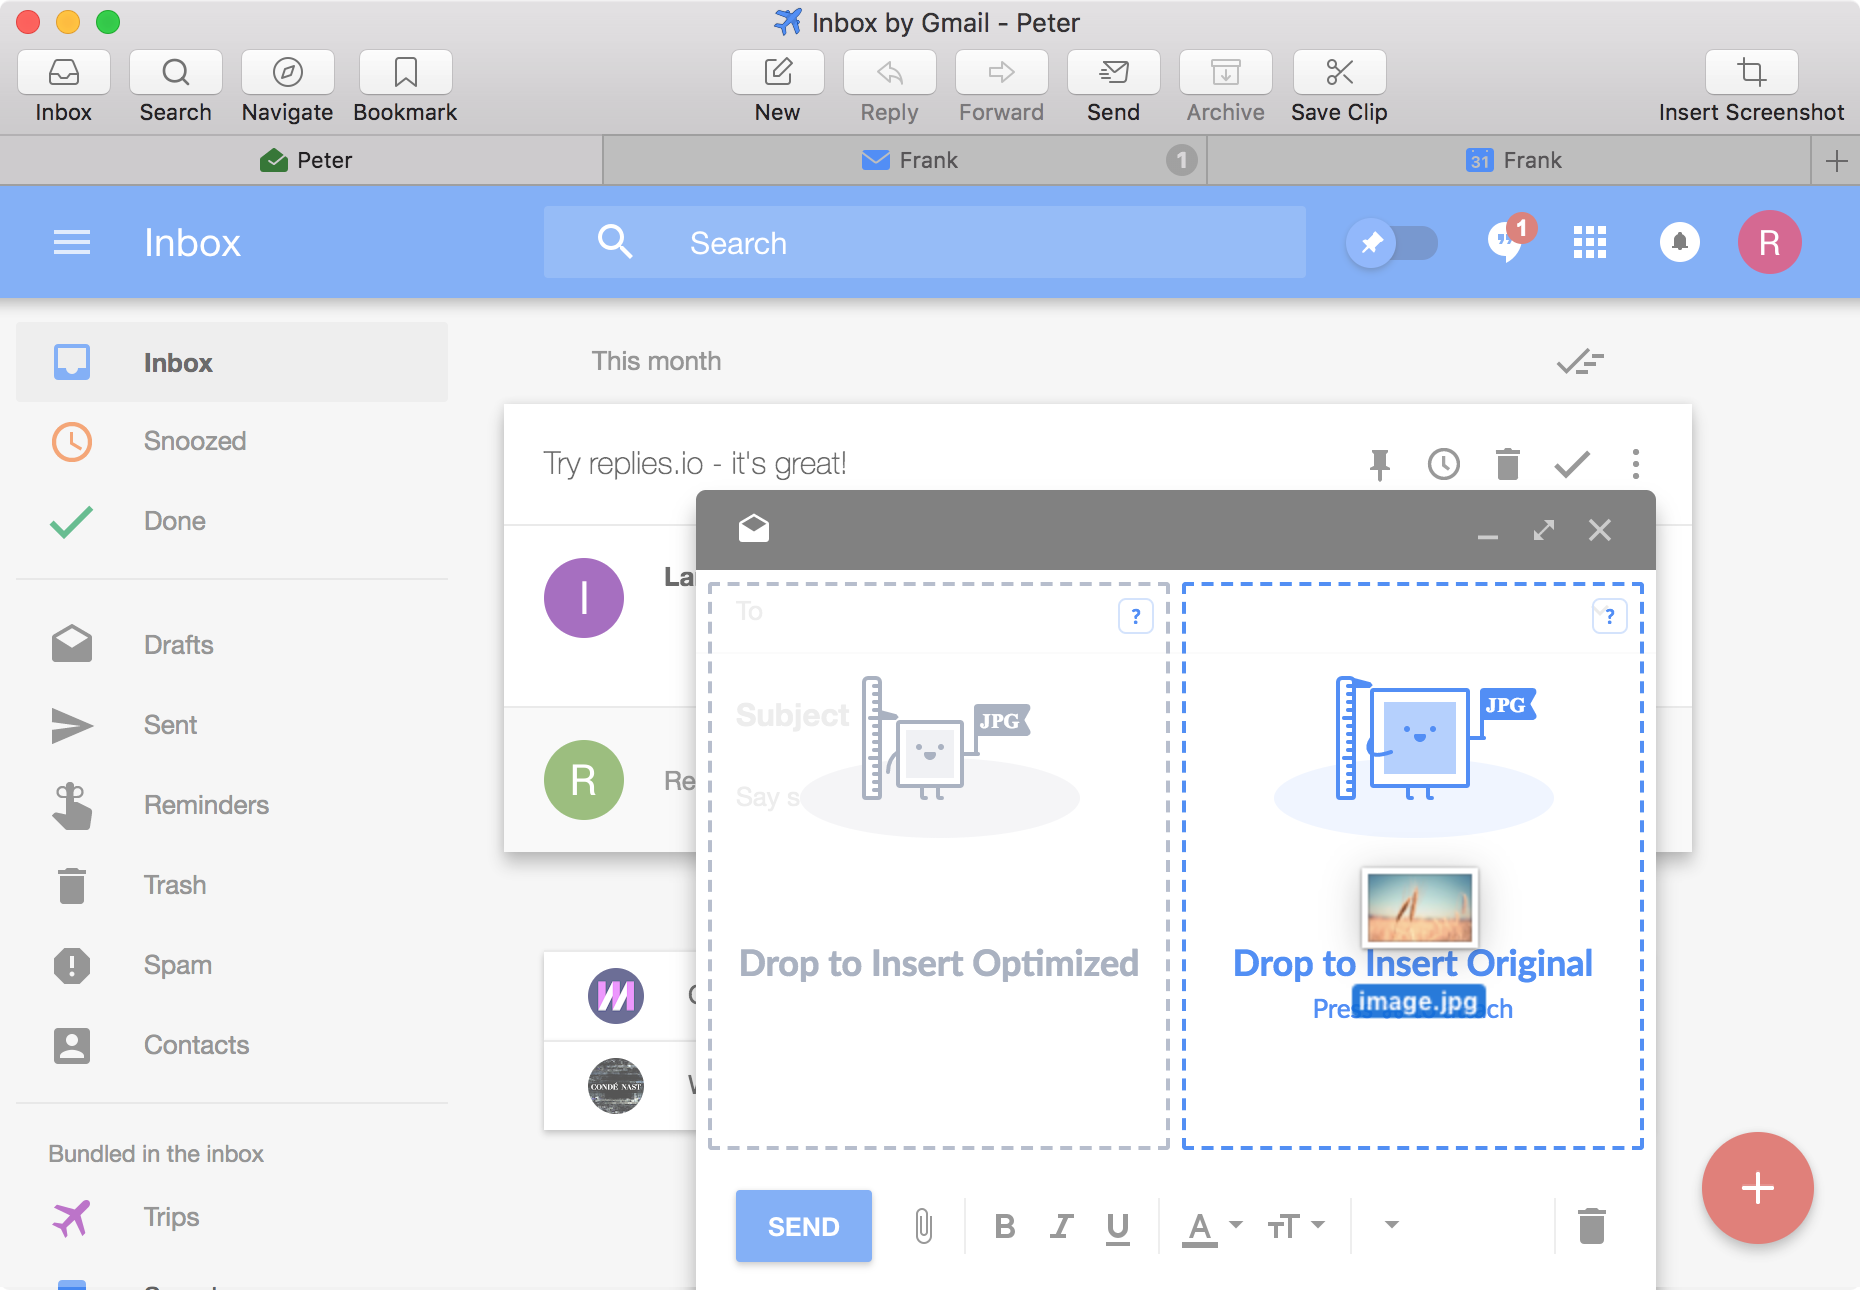 Inbox by Gmail - Peter
Inbox
Search
Navigate
Bookmark
New
Reply
Forward
Send
Archive
Save Clip
Insert Screenshot
Peter
Frank
1
31
Frank
Inbox
Search
1
R
Inbox
Snoozed
Done
Drafts
Sent
Reminders
Trash
Spam
Contacts
Bundled in the inbox
Trips
This month
Try replies.io - it's great!
I
La
R
Re
CONDÉ NAST
To
?
Subject
JPG
Say s
Drop to Insert Optimized
?
JPG
Drop to Insert Original
image.jpg
SEND
B
I
U
A
TT